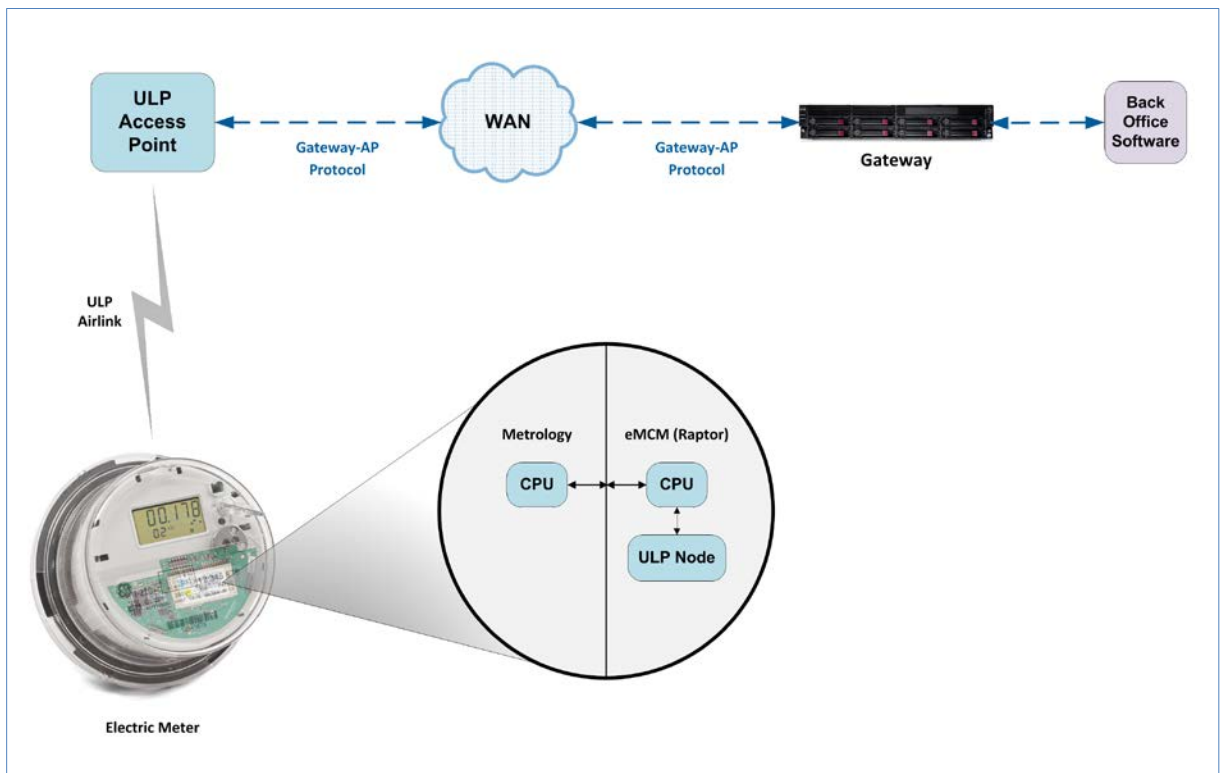 ULP
Access
Point
WAN
Back
Office
Software
Gateway-AP
Protocol
Gateway-AP
Protocol
Gateway
ULP
Airlink
Metrology
eMCM (Raptor)
CPU
CPU
ULP Node
00.178
02
Electric Meter